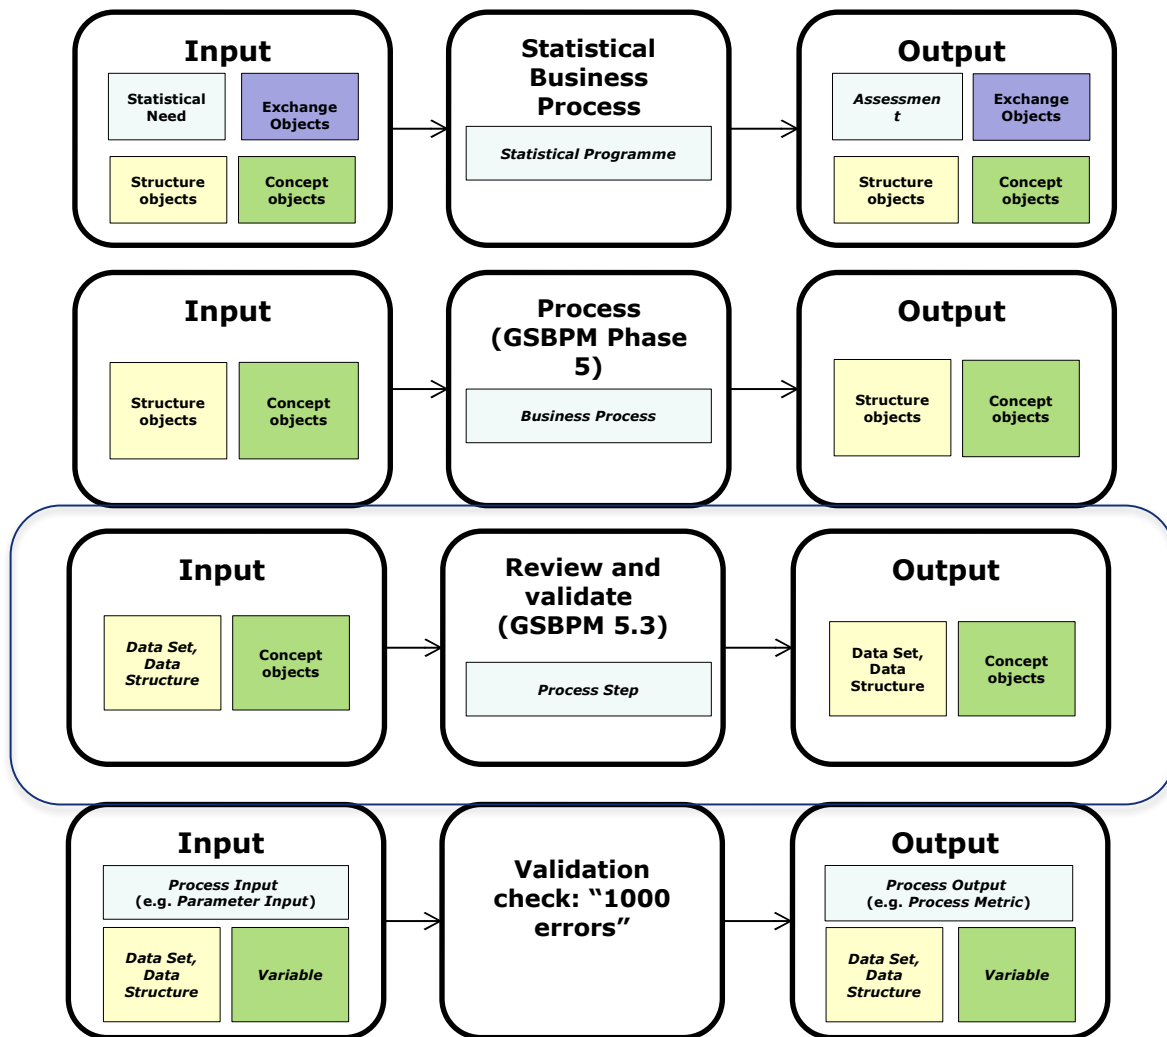 Input
Statistical
Need
Exchange
Objects
Structure
objects
Concept
objects
Statistical
Business
Process
Statistical Programme
Output
Assessmen
t
Exchange
Objects
Structure
objects
Concept
objects
Input
Structure
objects
Concept
objects
Process
(GSBPM Phase
5)
Business Process
Output
Structure
objects
Concept
objects
Input
Data Set,
Data
Structure
Concept
objects
Review and
validate
(GSBPM 5.3)
Process Step
Output
Data Set,
Data
Structure
Concept
objects
Input
Process Input
(e.g. Parameter Input)
Data Set,
Data
Structure
Variable
Validation
check: “1000
errors”
Output
Process Output
(e.g. Process Metric)
Data Set,
Data
Structure
Variable